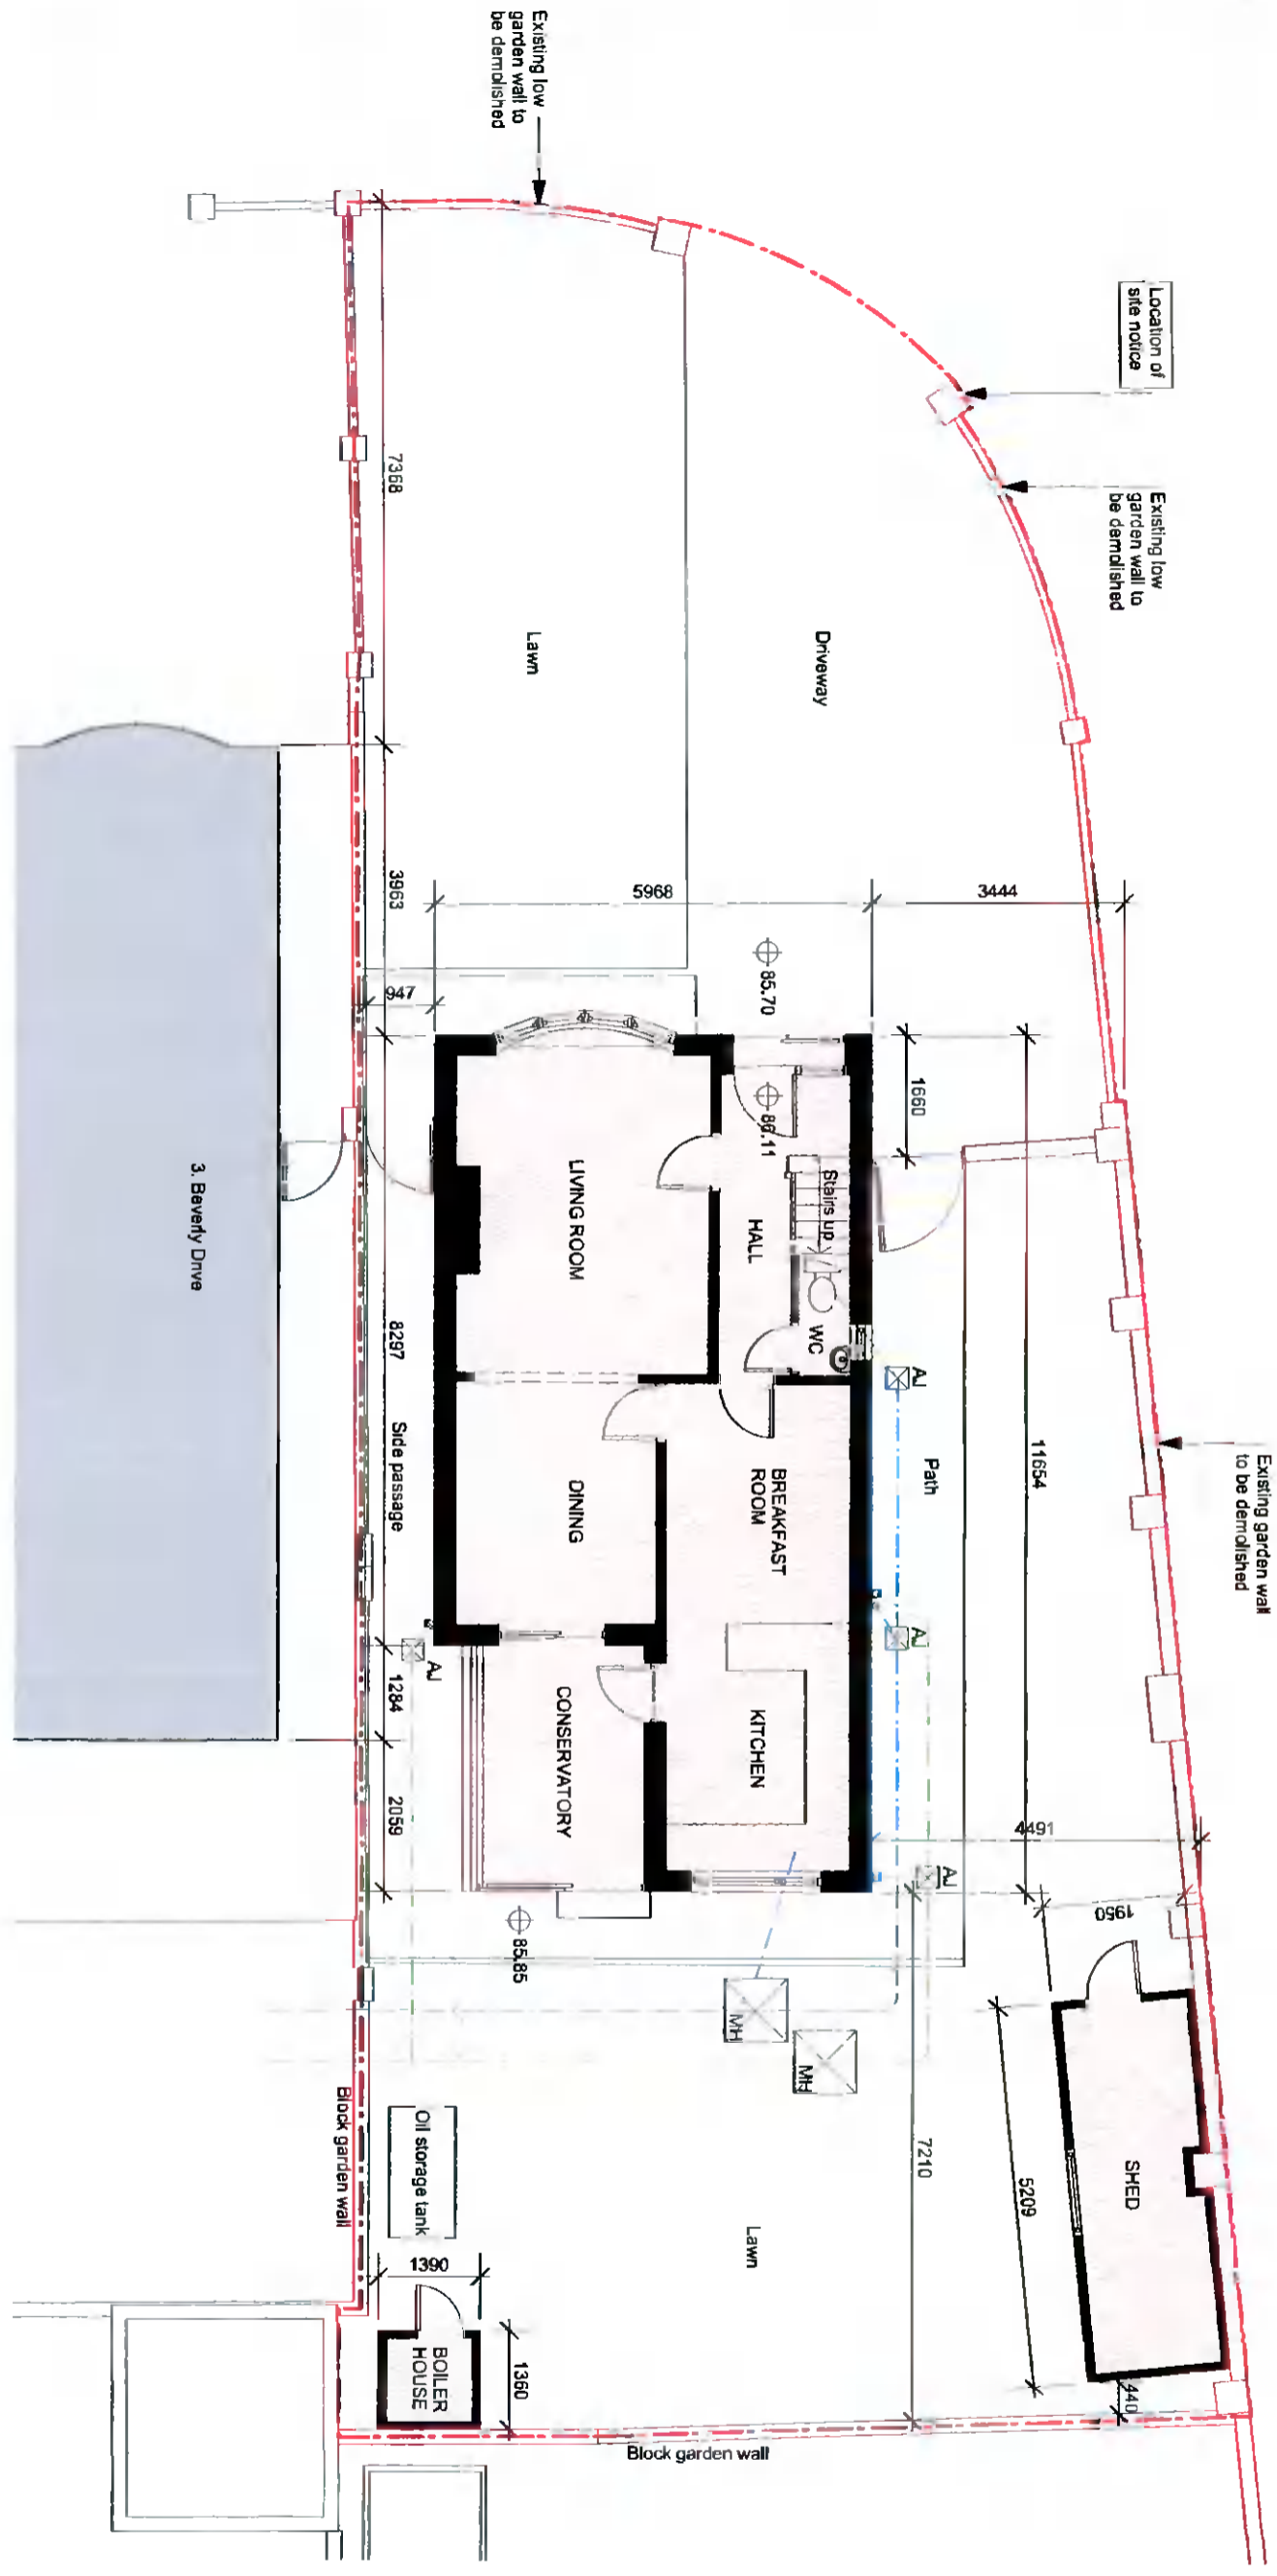 Existing low
garden wall to
be demolished
Location of
site notice
Existing low
garden wall to
be demolished
7368
Lawn
Driveway
3963
5968
3444
947
85.70
1660
86.11
11654
3. Beverly Drive
LIVING ROOM
HALL
Stairs up
WC
8297
AJ
Path
Existing garden wall
to be demolished
Side passage
DINING
BREAKFAST
ROOM
AJ
AJ
1284
CONSERVATORY
KITCHEN
2059
4491
AJ
1950
85.85
MH
MH
Block garden wall
Oil storage tank
7210
5209
SHED
Lawn
1390
BOILER
HOUSE
1360
440
Block garden wall